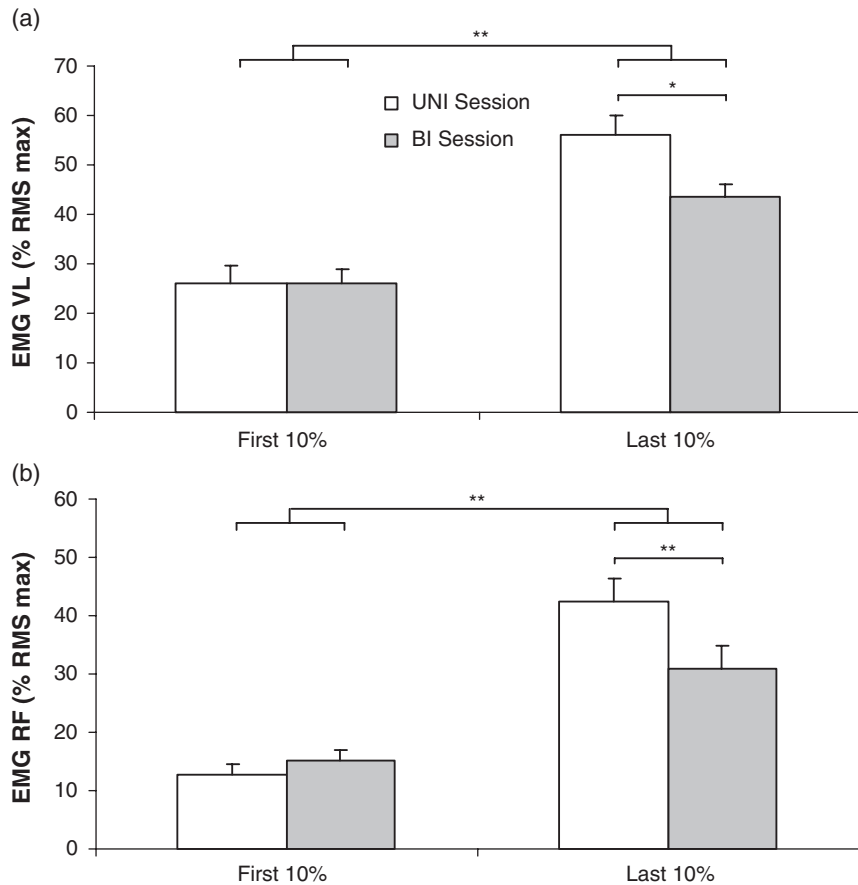 (a)
**
70
60
50
40
30
20
10
0
EMG VL (% RMS max)
UNI Session
BI Session
*
First 10%
Last 10%
(b)
**
60
50
40
30
20
10
0
EMG RF (% RMS max)
**
First 10%
Last 10%